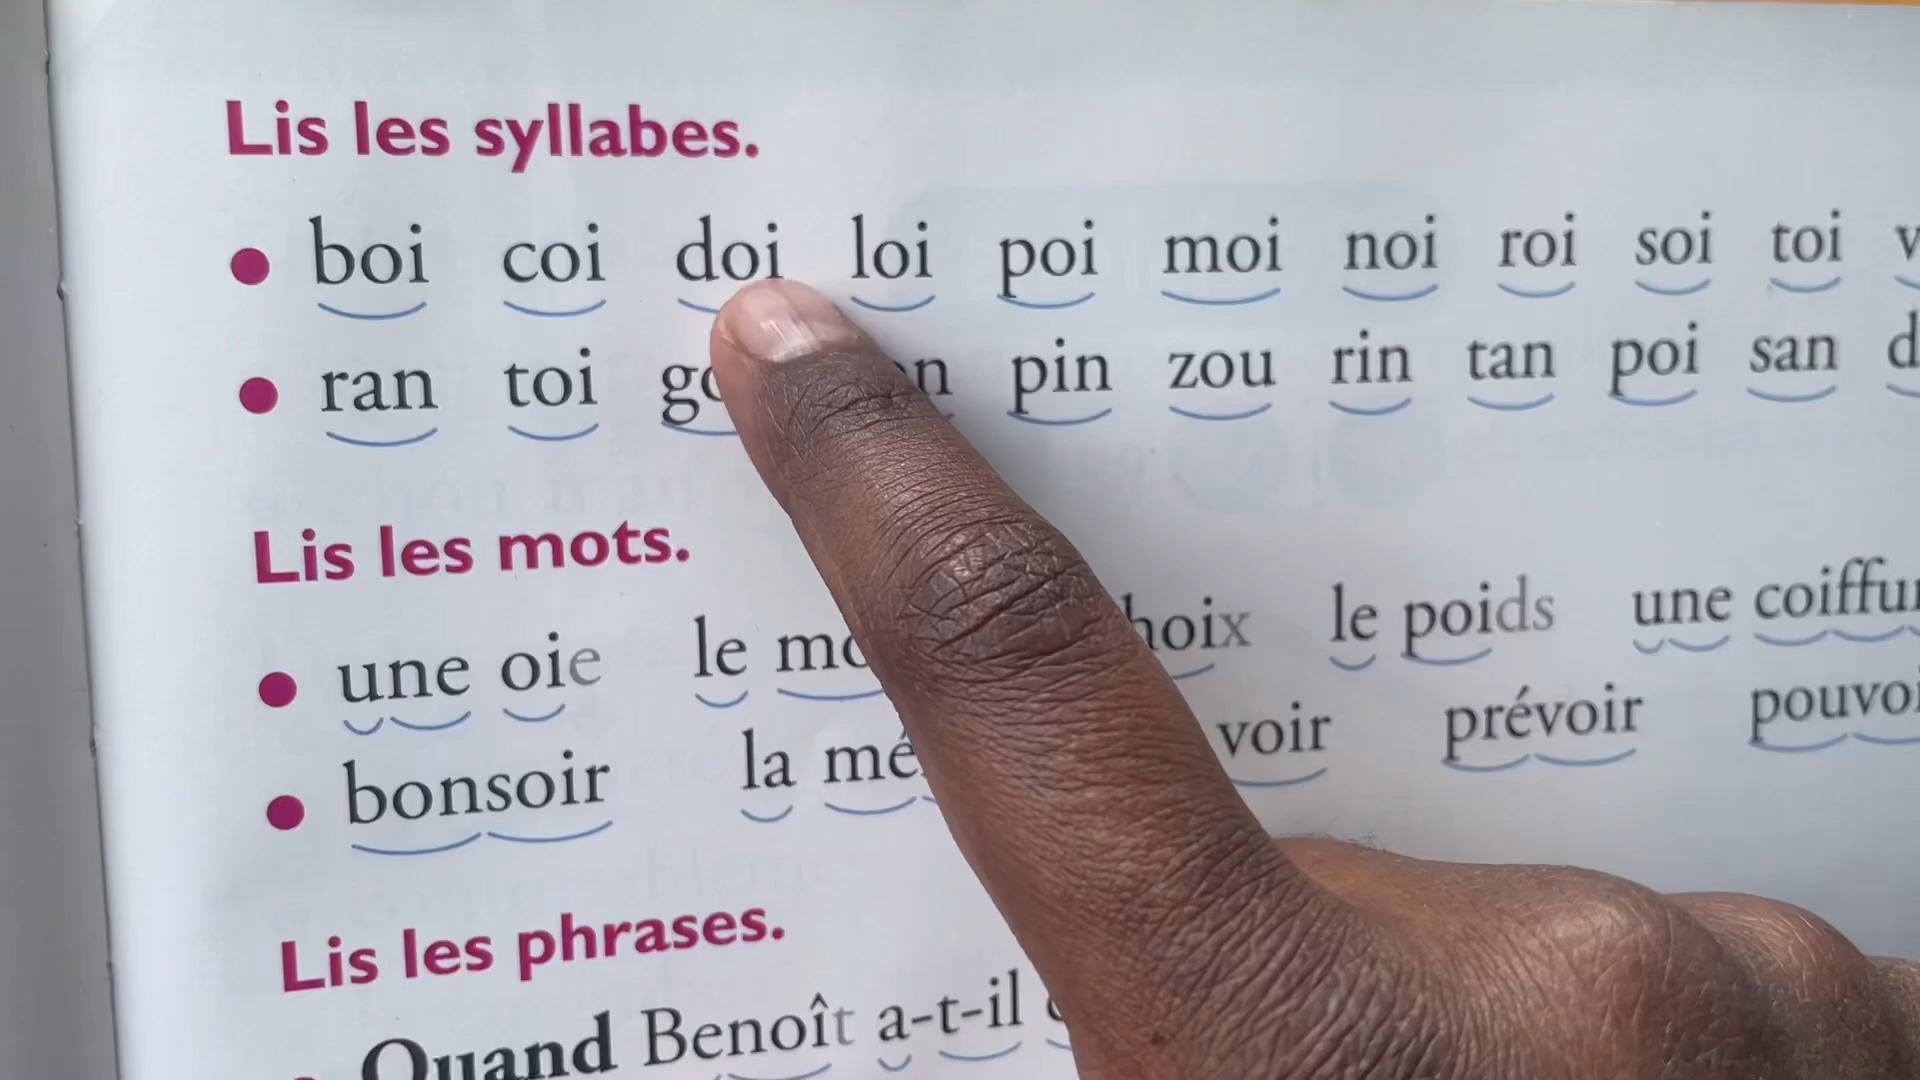 Lis les syllabes.
boi coi doi loi poi moi noi roi soi toi
ran toi pin zou rin tan poi san
Lis les mots.
une oie le le poids une
bonsoir la voir prévoir
Lis les phrases.
Quand Benoît a-t-il